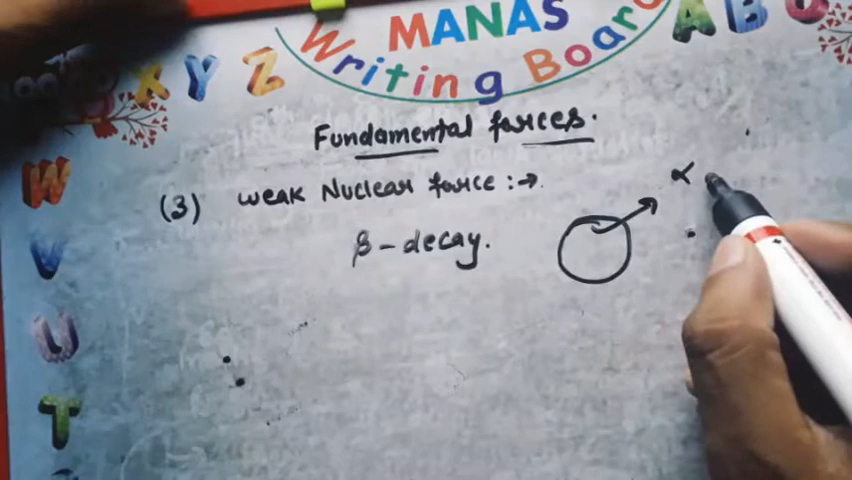 MANAS
Writing Board
A B
X Y Z
W
V
U
T
Fundamental forces.
(3) Weak Nuclear force :→
β-decay.
α